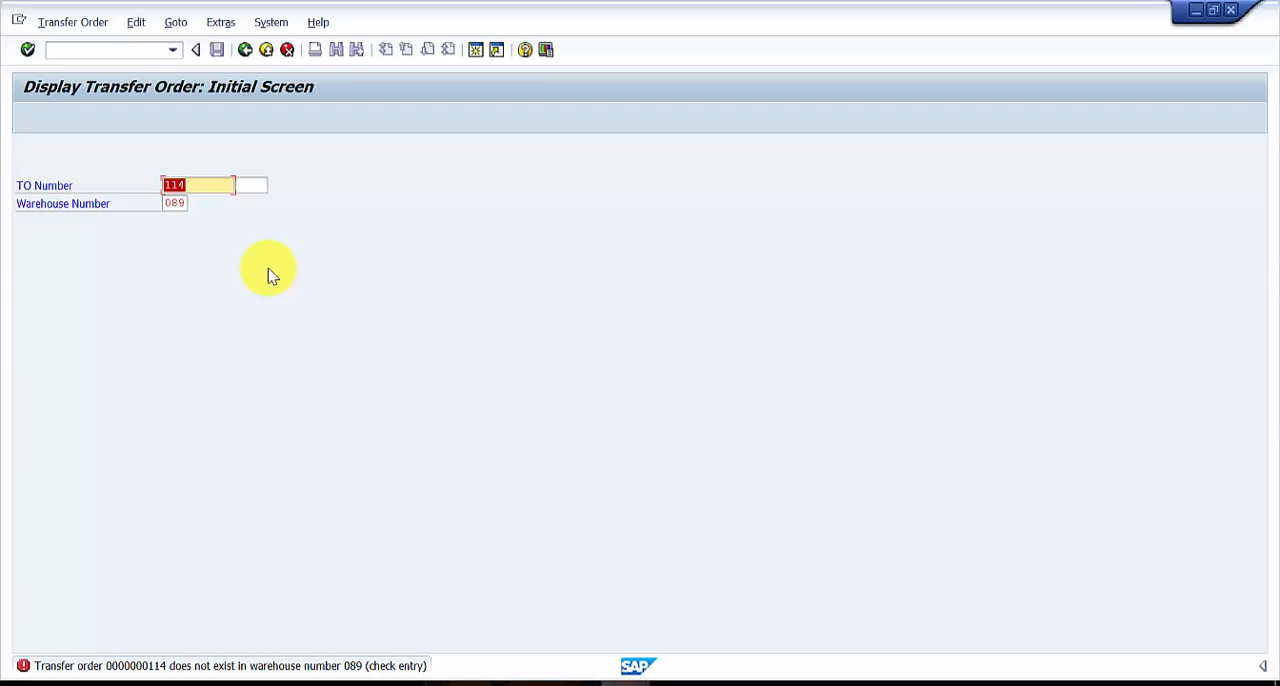 Transfer Order Edit Goto Extras System Help
Display Transfer Order: Initial Screen
TO Number 114
Warehouse Number 089
Transfer order 0000000114 does not exist in warehouse number 089 (check entry)
SAP